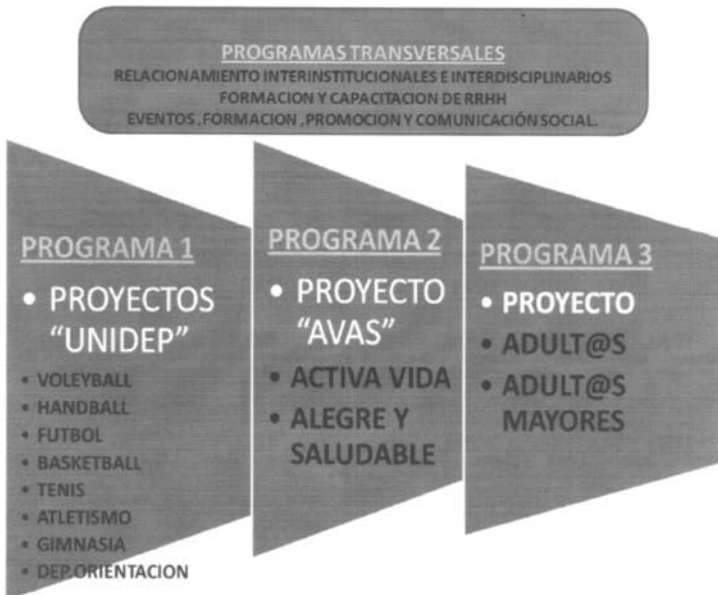 PROGRAMAS TRANSVERSALES
RELACIONAMIENTO INTERINSTITUCIONALES E INTERDISCIPLINARIOS
FORMACION Y CAPACITACION DE RRHH
EVENTOS ,FORMACION , PROMOCION Y COMUNICACIÓN SOCIAL.
PROGRAMA 1
• PROYECTOS
“UNIDEP”
• VOLEYBALL
• HANDBALL
• FUTBOL
• BASKETBALL
• TENIS
• ATLETISMO
• GIMNASIA
• DEP.ORIENTACION
PROGRAMA 2
• PROYECTO
“AVAS”
• ACTIVA VIDA
• ALEGRE Y
SALUDABLE
PROGRAMA 3
• PROYECTO
• ADULT@S
• ADULT@S
MAYORES